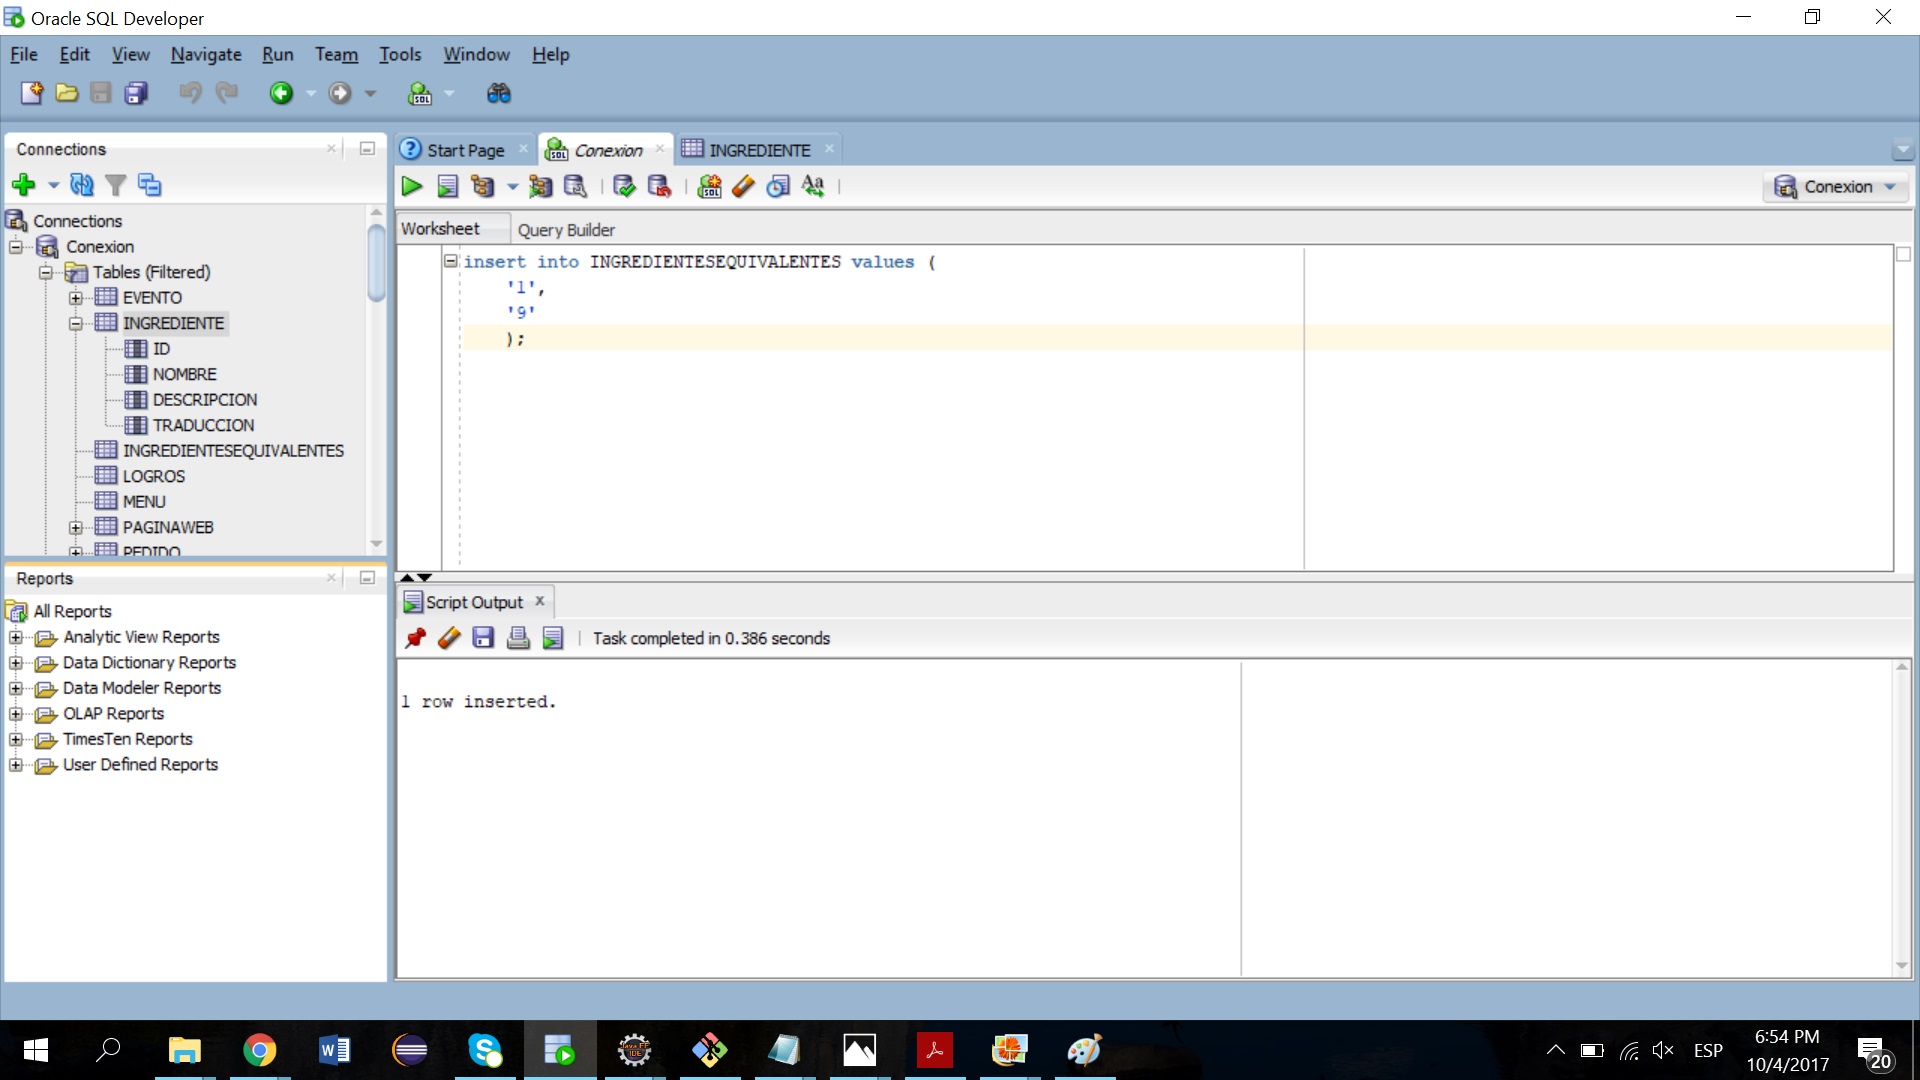 Oracle SQL Developer
File Edit View Navigate Run Team Tools Window Help
Connections
Connections
Conexion
Tables (Filtered)
EVENTO
INGREDIENTE
ID
NOMBRE
DESCRIPCION
TRADUCCION
INGREDIENTESEQUIVALENTES
LOGROS
MENU
PAGINAWEB
PEDIDO
Reports
All Reports
Analytic View Reports
Data Dictionary Reports
Data Modeler Reports
OLAP Reports
TimesTen Reports
User Defined Reports
Start Page Conexion INGREDIENTE
Conexion
Worksheet Query Builder
insert into INGREDIENTESEQUIVALENTES values (
'1',
'9'
);
Script Output
Task completed in 0.386 seconds
1 row inserted.
ESP
6:54 PM
10/4/2017
20